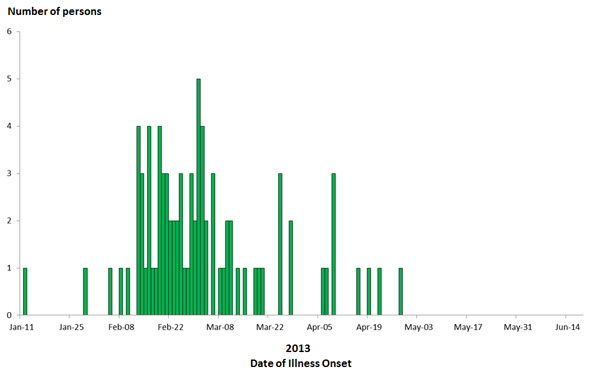 Number of persons
6
5
4
3
2
1
0
Jan-11 Jan-25 Feb-08 Feb-22 Mar-08 Mar-22 Apr-05 Apr-19 May-03 May-17 May-31 Jun-14
2013
Date of Illness Onset